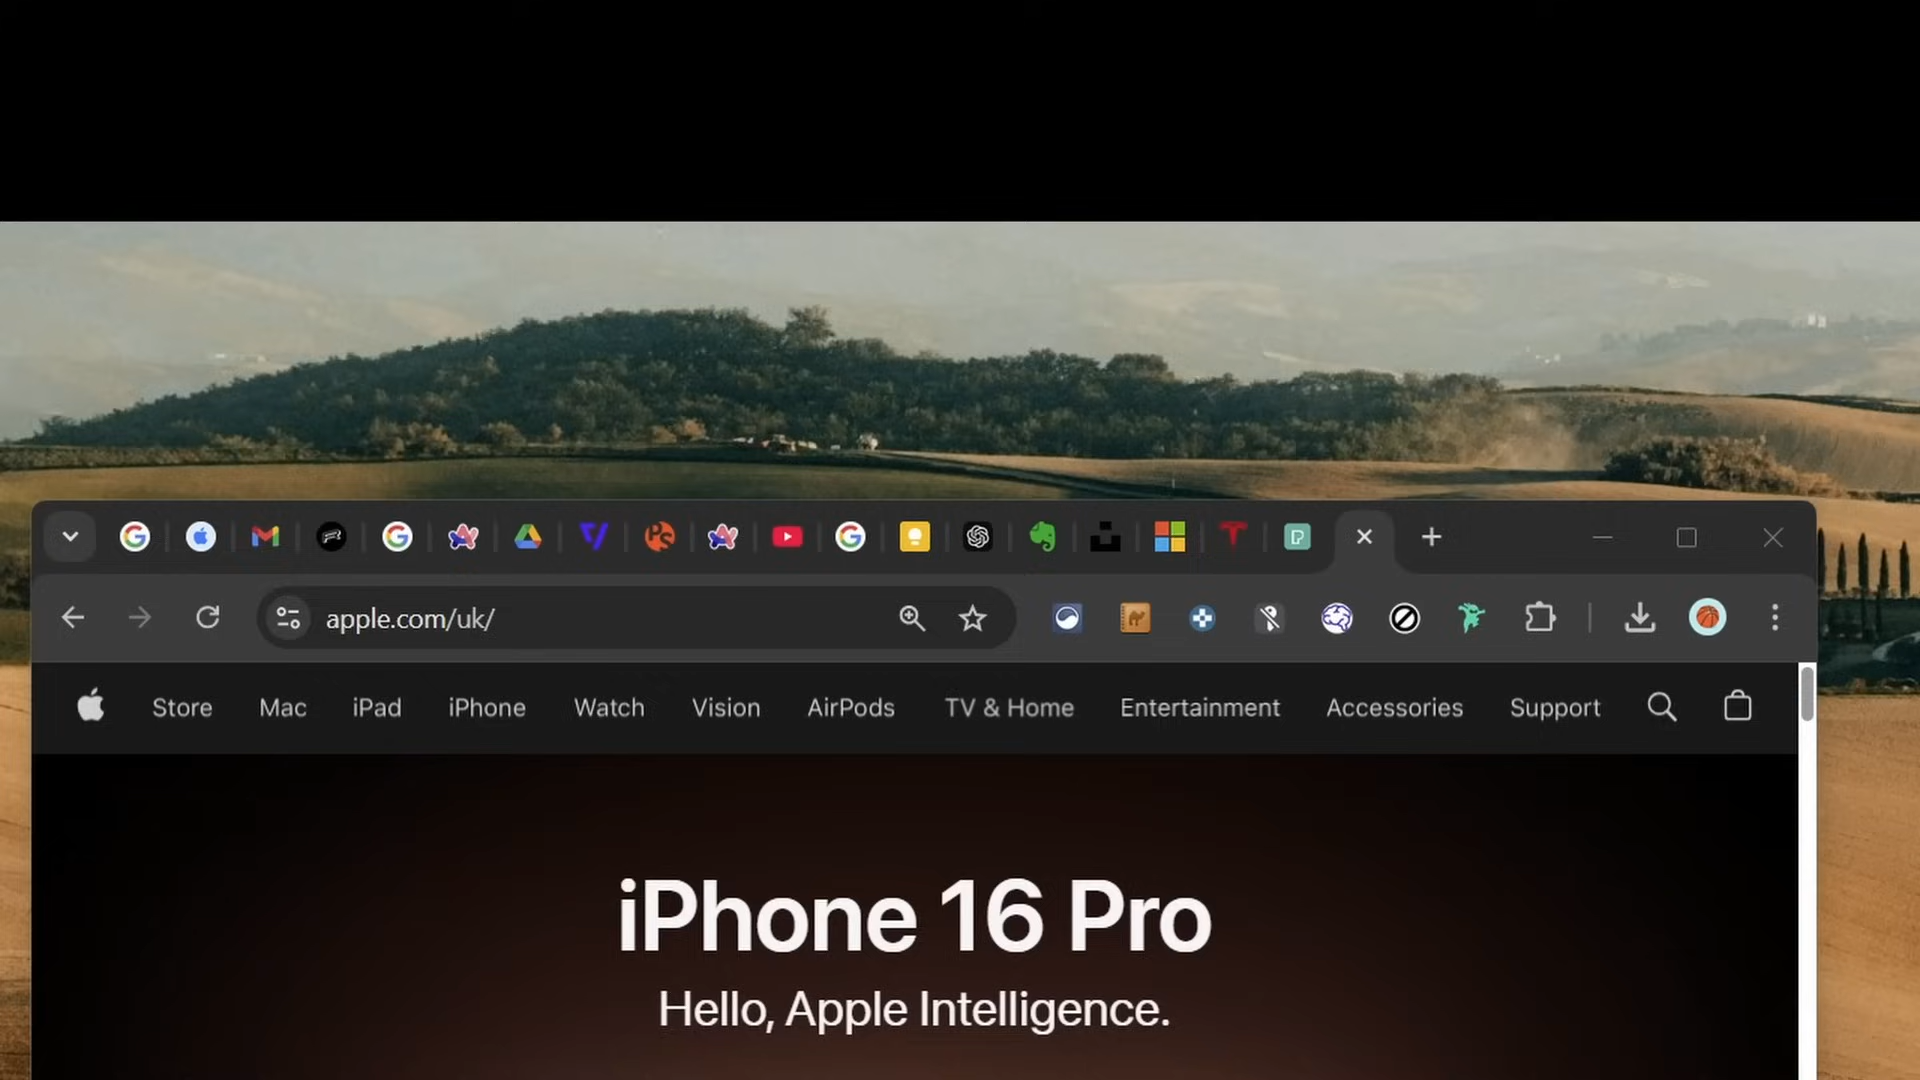 apple.com/uk/
Store Mac iPad iPhone Watch Vision AirPods TV & Home Entertainment Accessories Support
iPhone 16 Pro
Hello, Apple Intelligence.